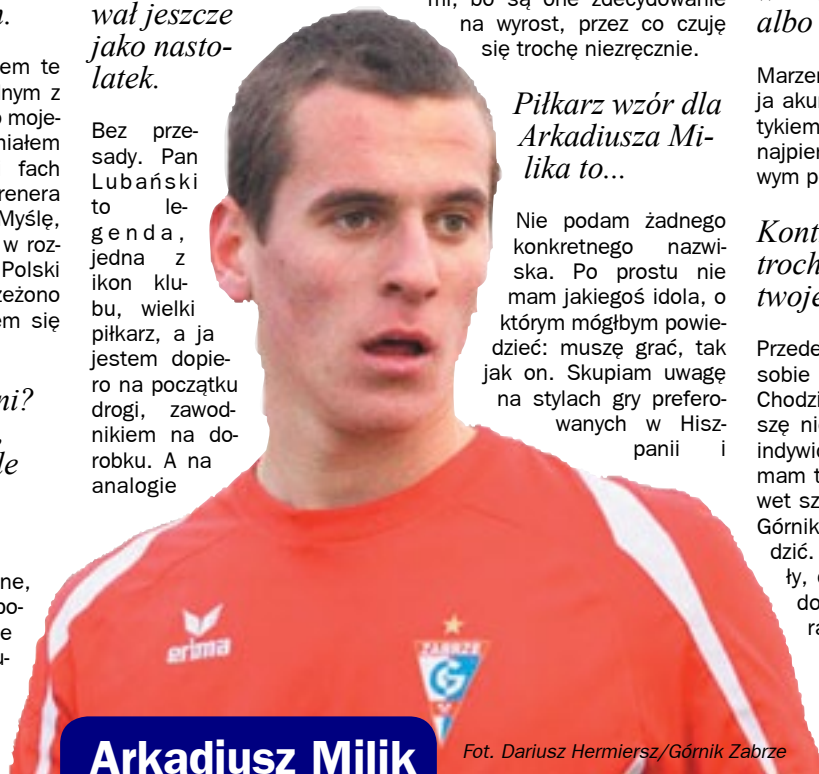 m.
em te
nym z
moje-
niałem
fach
renera
Myślę,
w roz-
Polski
zeżono
em się
ni?
le
ne,
po-
e
u-
wał jeszcze
jako nasto-
latek.
Bez prze-
sady. Pan
Lubański
to le-
genda,
jedna z
ikon klu-
bu, wielki
piłkarz, a ja
jestem dopie-
ro na początku
drogi, zawod-
nikiem na do-
robku. A na
analogie
mi, bo są one zdecydowanie
na wyrost, przez co czuję
się trochę niezręcznie.
Piłkarz wzór dla
Arkadiusza Mi-
lika to...
Nie podam żadnego
konkretnego nazwi-
ska. Po prostu nie
mam jakiegoś idola, o
którym mógłbym powie-
dzieć: muszę grać, tak
jak on. Skupiam uwagę
na stylach gry prefero-
wanych w Hisz-
panii i
albo
Marzen
ja aku
tykiem
najpier
wym p
Kont
troch
twoje
Przede
sobie
Chodzi
szę nie
indywid
mam t
wet sz
Górnik
dzić.
ły,
do
ra
erima
ZABRZE
G
Arkadiusz Milik
Fot. Dariusz Hermiersz/Górnik Zabrze